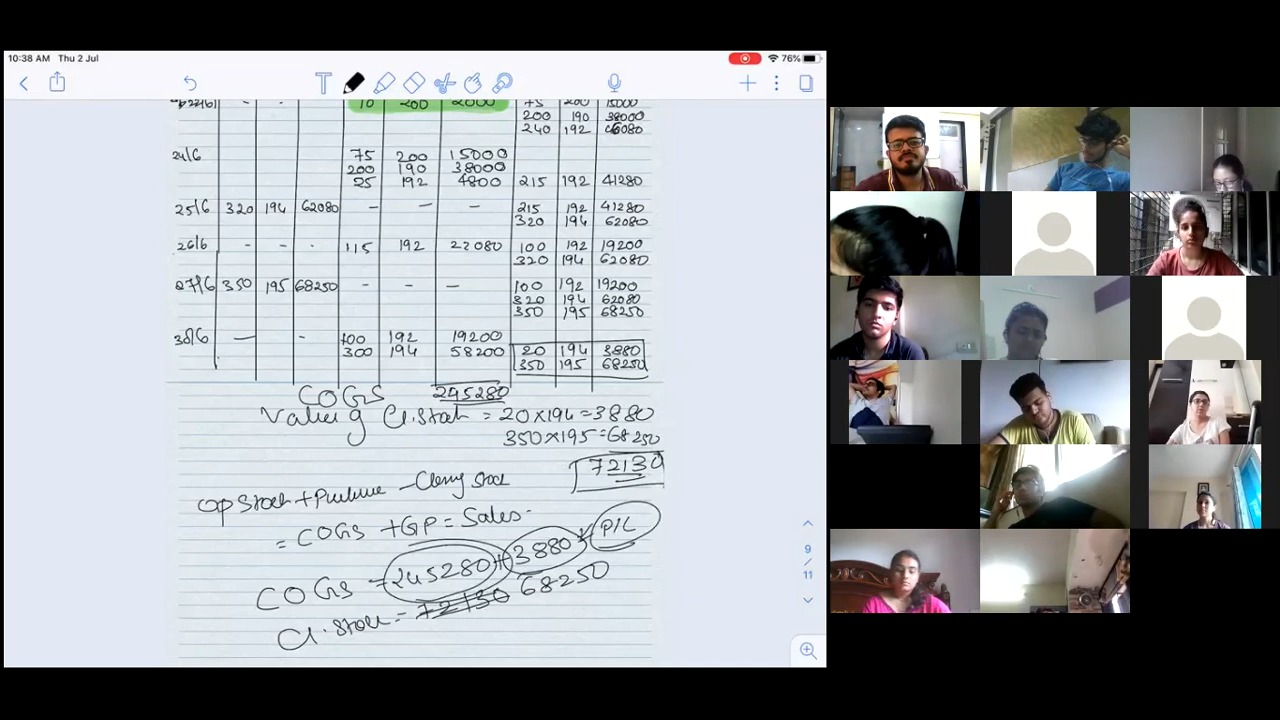 10:38 AM Thu 2 Jul 76%
T
22/6 - - 10 200 2000 75 200 15000
200 190 38000
240 192 46080
24/6 75 200 15000
200 190 38000
25 192 4800 215 192 41280
25/6 320 194 62080 - - - 215 192 41280
320 194 62080
26/6 - - - 115 192 22080 100 192 19200
320 194 62080
27/6 350 195 68250 - - - 100 192 19200
320 194 62080
350 195 68250
30/6 - - 100 192 19200
300 194 58200 20 194 3880
350 195 68250
COGS 245280
Value of Cl. Stock = 20×194 = 3880
350×195 = 68250
72130
Op Stock + Purchase - Closing stock
= COGS + GP = Sales -
COGS - 245280 + 3880 P/L
Cl. Stock = 72130 68250
9
/
11